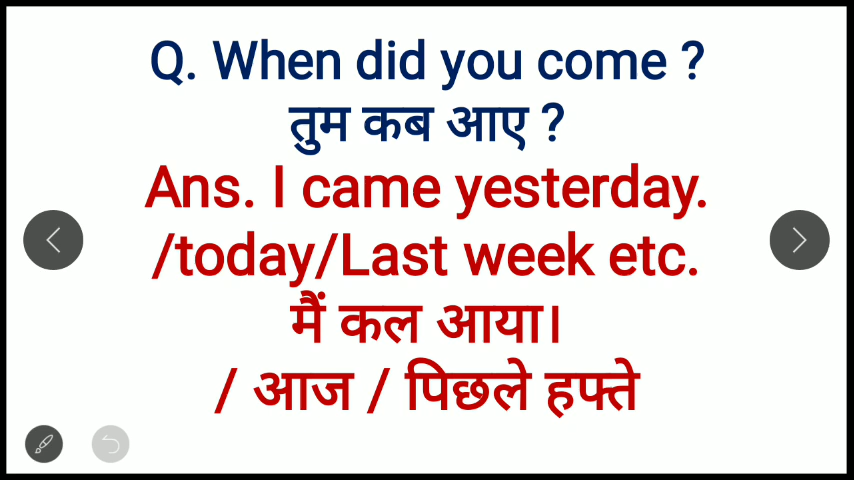 Q. When did you come ?
तुम कब आए ?
Ans. I came yesterday.
/today/Last week etc.
मैं कल आया।
/ आज / पिछले हफ्ते